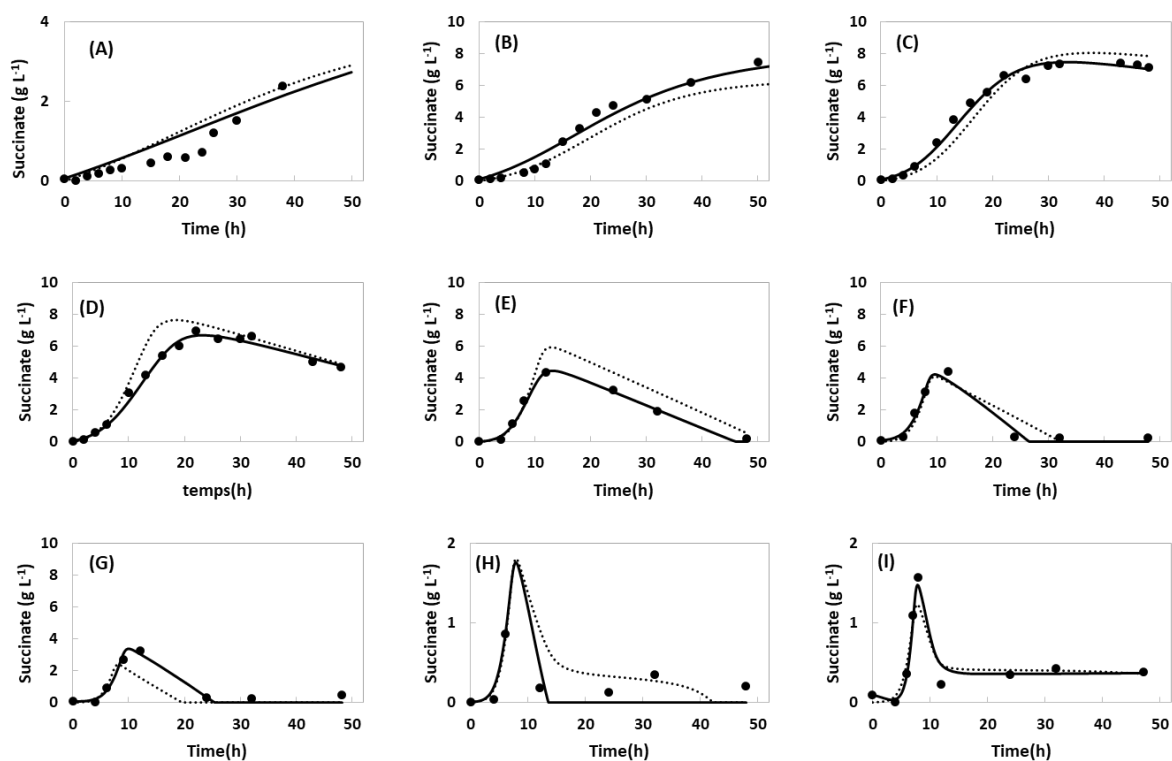 (A)
Succinate (g L-1)
4
2
0
0 10 20 30 40 50
Time (h)
(B)
Succinate (g L-1)
10
8
6
4
2
0
0 10 20 30 40 50
Time(h)
(C)
Succinate (g L-1)
10
8
6
4
2
0
0 10 20 30 40 50
Time(h)
(D)
Succinate (g L-1)
10
8
6
4
2
0
0 10 20 30 40 50
temps(h)
(E)
Succinate (g L-1)
10
8
6
4
2
0
0 10 20 30 40 50
Time(h)
(F)
Succinate (g L-1)
10
8
6
4
2
0
0 10 20 30 40 50
Time (h)
(G)
Succinate (g L-1)
10
8
6
4
2
0
0 10 20 30 40 50
Time(h)
(H)
Succinate (g L-1)
2
1
0
0 10 20 30 40 50
Time(h)
(I)
Succinate (g L-1)
2
1
0
0 10 20 30 40 50
Time(h)